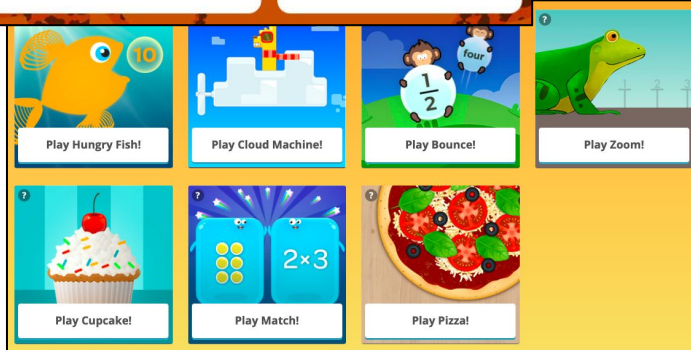 ?
10
1
2
four
1
2
2
Play Hungry Fish!
Play Cloud Machine!
Play Bounce!
Play Zoom!
?
?
?
2×3
Play Cupcake!
Play Match!
Play Pizza!